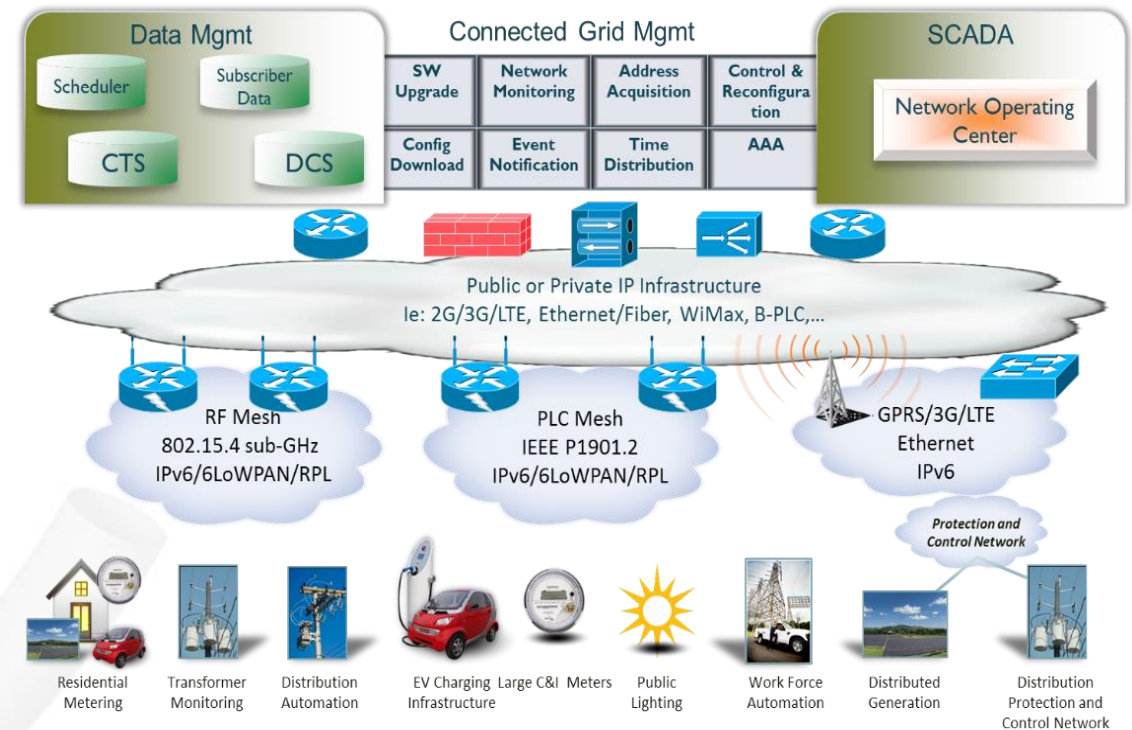 Data Mgmt
Connected Grid Mgmt
SCADA
Scheduler
Subscriber
Data
CTS
DCS
SW
Upgrade
Network
Monitoring
Address
Acquisition
Control &
Reconfigura
tion
Config
Download
Event
Notification
Time
Distribution
AAA
Network Operating
Center
Public or Private IP Infrastructure
Ie: 2G/3G/LTE, Ethernet/Fiber, WiMax, B-PLC,...
RF Mesh
802.15.4 sub-GHz
IPv6/6LoWPAN/RPL
PLC Mesh
IEEE P1901.2
IPv6/6LoWPAN/RPL
GPRS/3G/LTE
Ethernet
IPv6
Protection and
Control Network
Residential
Metering
Transformer
Monitoring
Distribution
Automation
EV Charging
Infrastructure
Large C&I Meters
Public
Lighting
Work Force
Automation
Distributed
Generation
Distribution
Protection and
Control Network